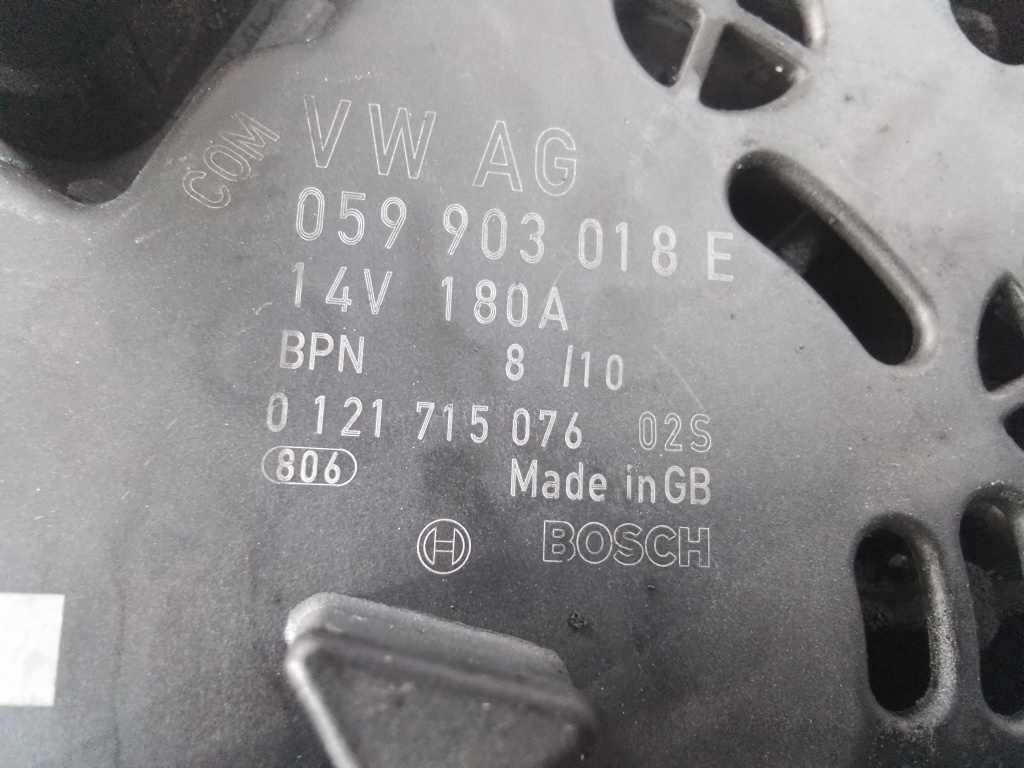 COM
VW AG
059 903 018 E
14V 180A
BPN 8 /10
0 121 715 076 02S
806 Made in GB
H BOSCH